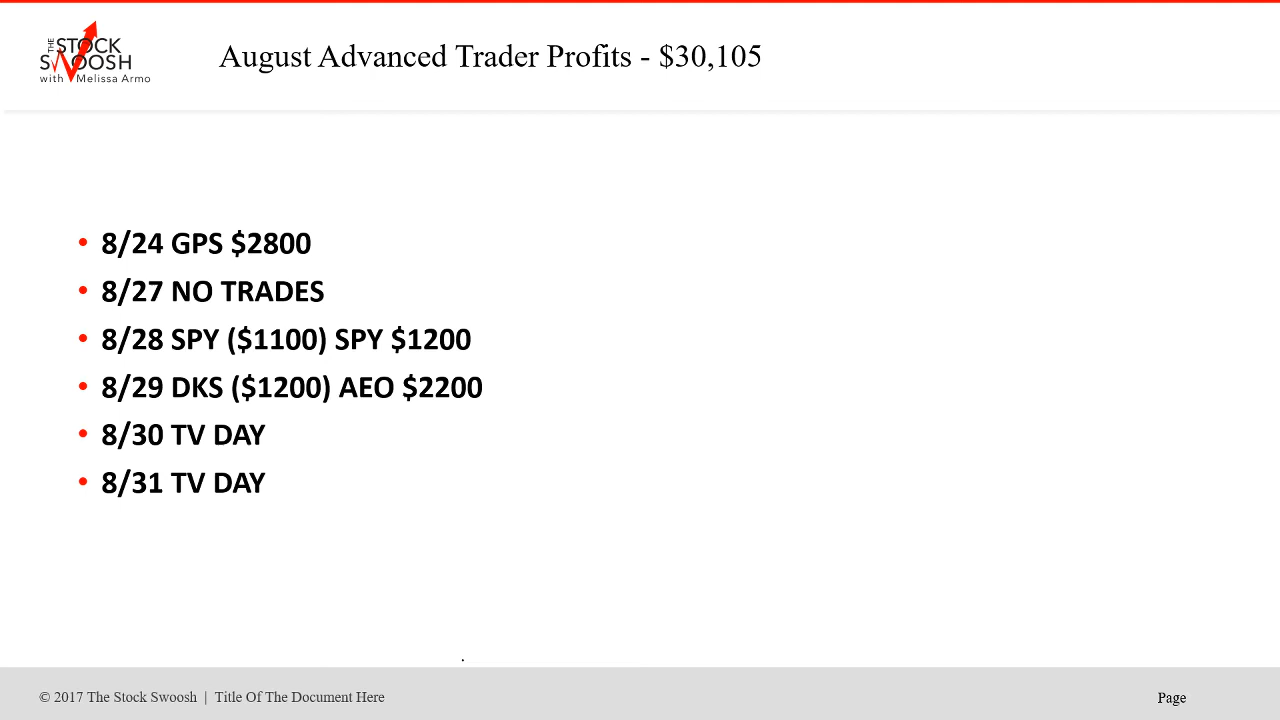 THE STOCK
SWOOSH
with Melissa Armo
August Advanced Trader Profits - $30,105
• 8/24 GPS $2800
• 8/27 NO TRADES
• 8/28 SPY ($1100) SPY $1200
• 8/29 DKS ($1200) AEO $2200
• 8/30 TV DAY
• 8/31 TV DAY
.
© 2017 The Stock Swoosh | Title Of The Document Here
Page